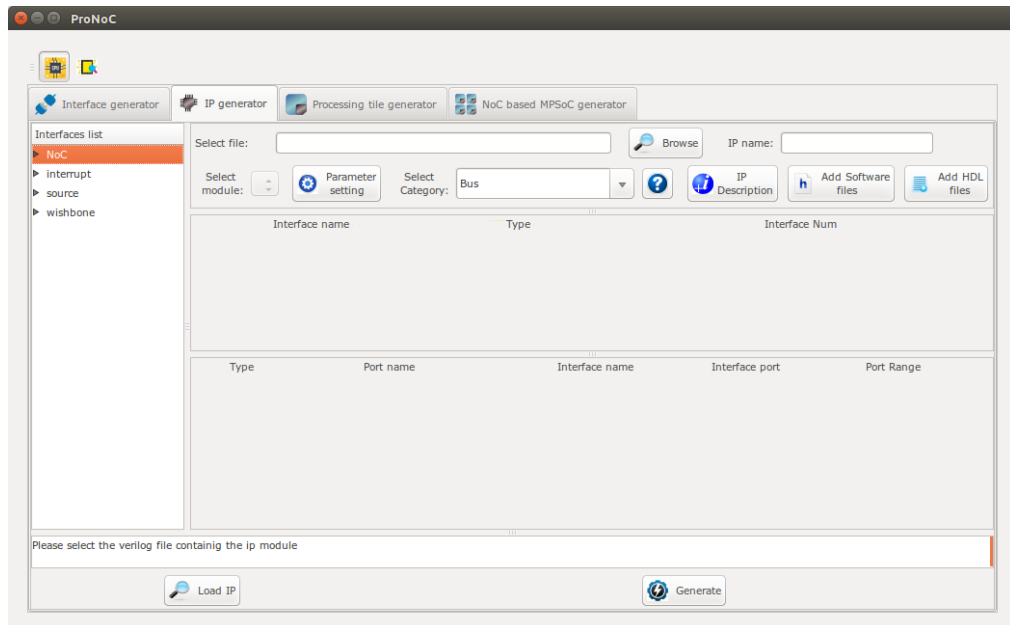 ProNoC
Interface generator
IP generator
Processing tile generator
NoC based MPSoC generator
Interfaces list
NoC
interrupt
source
wishbone
Select file:
Browse
IP name:
Select
module:
Parameter
setting
Select
Category:
Bus
IP
Description
h
Add Software
files
Add HDL
files
Interface name
Type
Interface Num
Type
Port name
Interface name
Interface port
Port Range
Please select the verilog file containig the ip module
Load IP
Generate